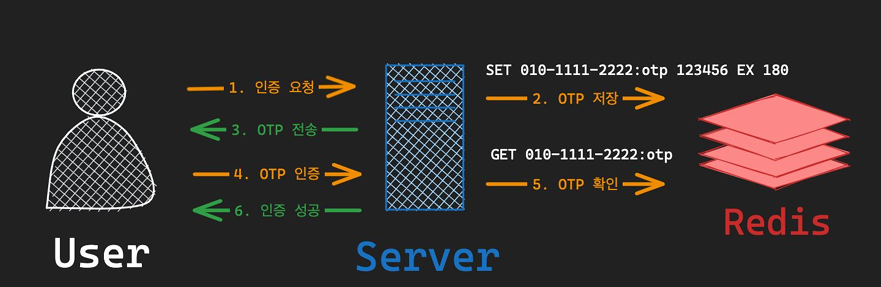 SET 010-1111-2222:otp 123456 EX 180
1. 인증 요청
2. OTP 저장
3. OTP 전송
GET 010-1111-2222:otp
4. OTP 인증
5. OTP 확인
6. 인증 성공
User
Server
Redis